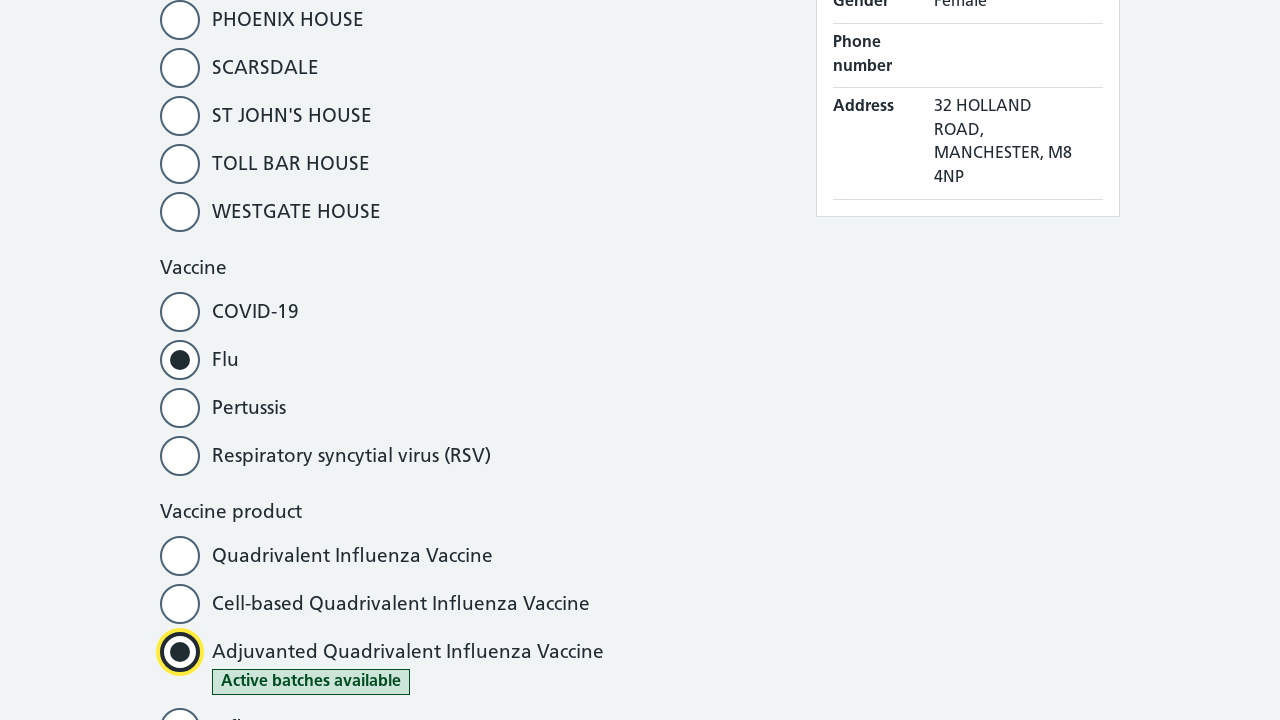 PHOENIX HOUSE
SCARSDALE
ST JOHN'S HOUSE
TOLL BAR HOUSE
WESTGATE HOUSE
Vaccine
COVID-19
Flu
Pertussis
Respiratory syncytial virus (RSV)
Vaccine product
Quadrivalent Influenza Vaccine
Cell-based Quadrivalent Influenza Vaccine
Adjuvanted Quadrivalent Influenza Vaccine
Active batches available
Gender Female
Phone
number
Address 32 HOLLAND
ROAD,
MANCHESTER, M8
4NP